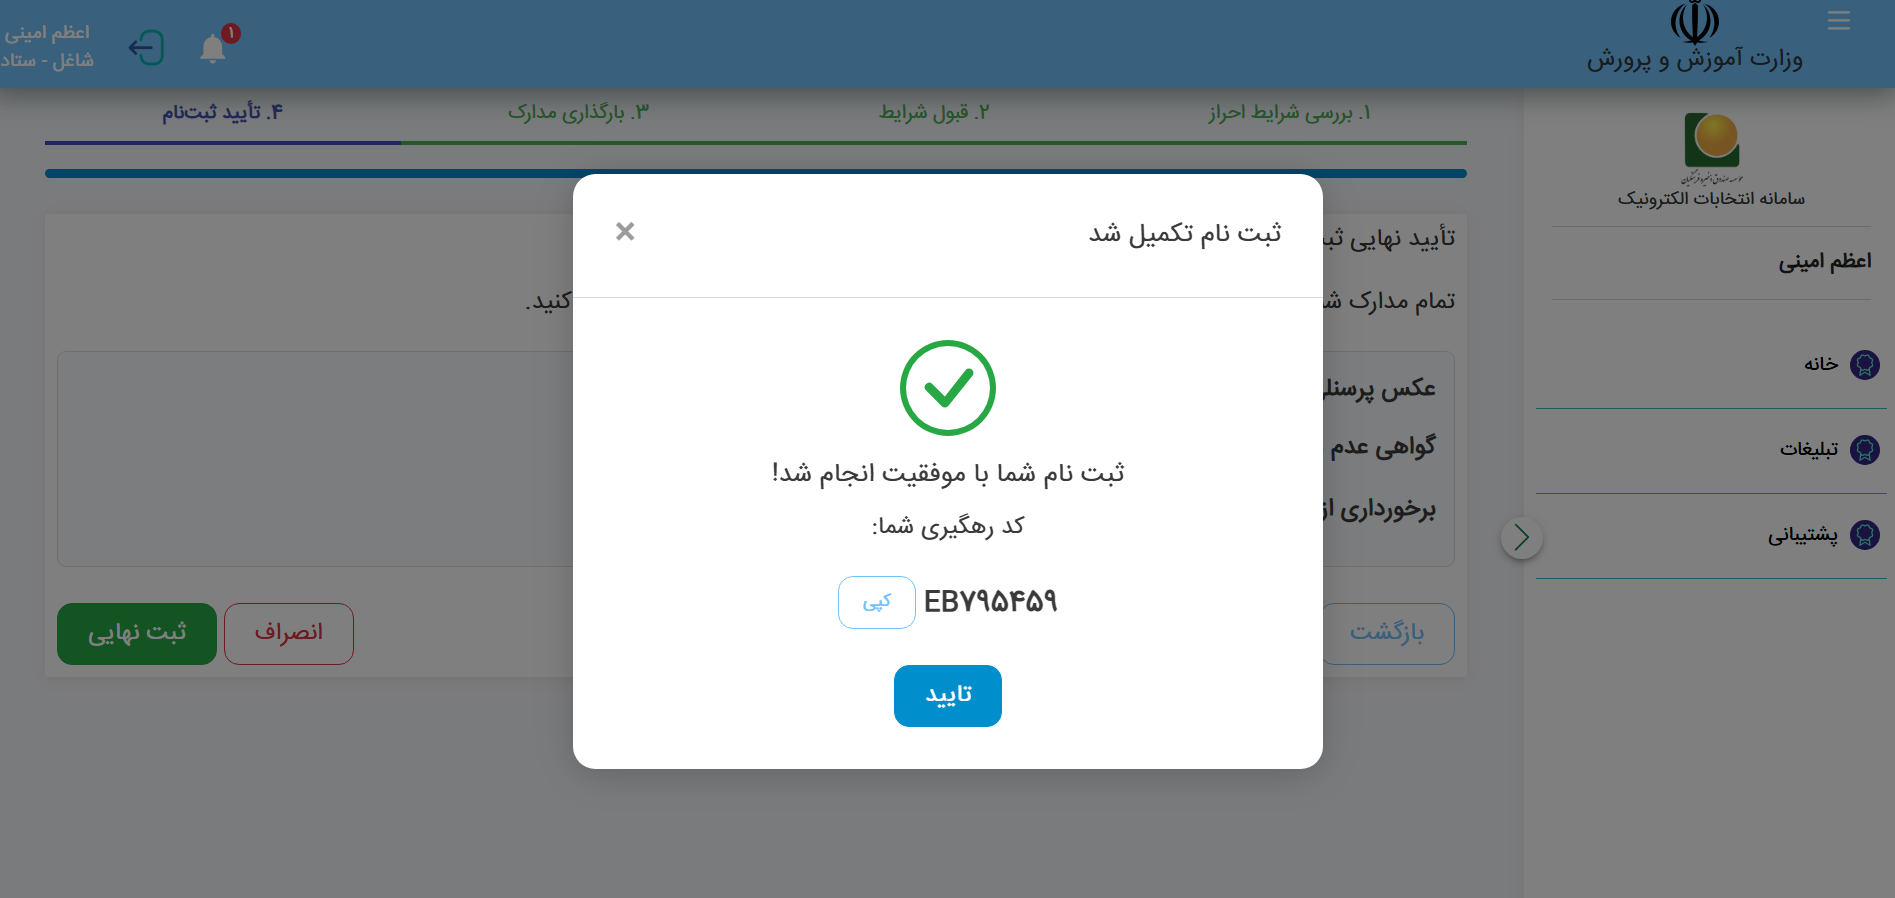 وزارت آموزش و پرورش
۱
اعظم امینی
شاغل - ستاد
سامانه انتخابات الکترونیک
اعظم امینی
خانه
تبلیغات
پشتیبانی
۱. بررسی شرایط احراز
۲. قبول شرایط
۳. بارگذاری مدارک
۴. تأیید ثبت‌نام
تأیید نهایی
تمام مدارک
کنید.
عکس
گواهی عدم
برخورداری
بازگشت
انصراف
ثبت نهایی
ثبت نام تکمیل شد
×
ثبت نام شما با موفقیت انجام شد!
کد رهگیری شما:
EB۷۹۵۴۵۹
کپی
تایید